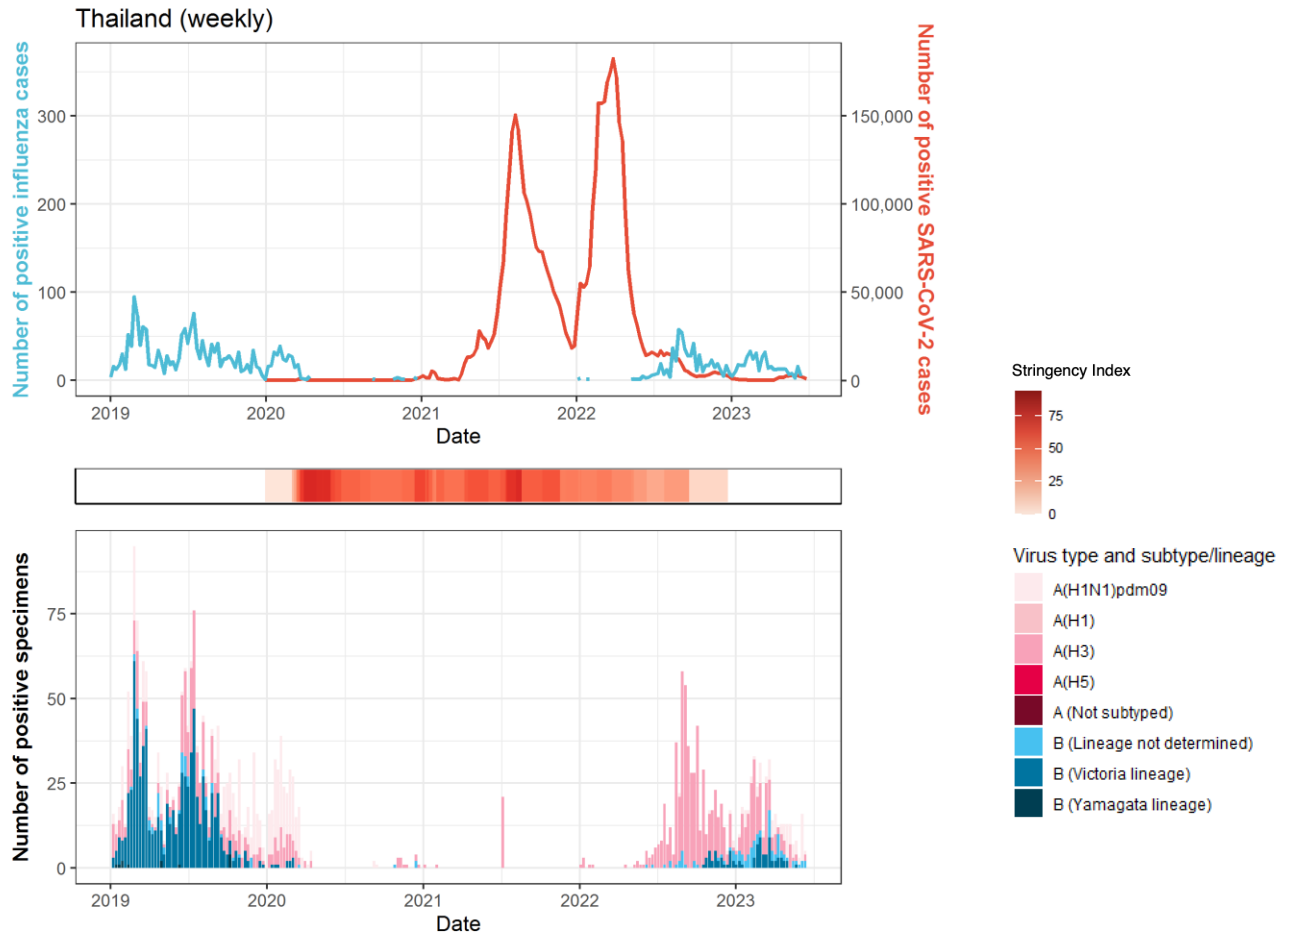 Thailand (weekly)
Number of positive influenza cases
Number of positive SARS-CoV-2 cases
300
200
100
0
150,000
100,000
50,000
0
2019 2020 2021 2022 2023
Date
Stringency Index
75
50
25
0
Number of positive specimens
75
50
25
0
2019 2020 2021 2022 2023
Date
Virus type and subtype/lineage
A(H1N1)pdm09
A(H1)
A(H3)
A(H5)
A (Not subtyped)
B (Lineage not determined)
B (Victoria lineage)
B (Yamagata lineage)